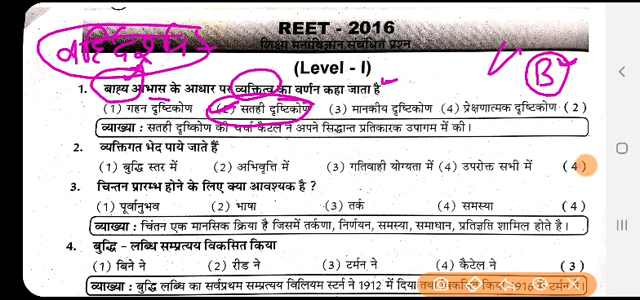 REET - 2016
शिक्षा मनोविज्ञान संबंधित प्रश्न
(Level - I)
B
1. बाह्य आभास के आधार पर व्यक्तित्व का वर्णन कहा जाता है
(1) गहन दृष्टिकोण (2) सतही दृष्टिकोण (3) मानकीय दृष्टिकोण (4) प्रेक्षणात्मक दृष्टिकोण (2)
व्याख्या : सतही दृष्टिकोण की चर्चा कैटल ने अपने सिद्धान्त प्रतिकारक उपागम में की।
2. व्यक्तिगत भेद पाये जाते हैं
(1) बुद्धि स्तर में (2) अभिवृत्ति में (3) गतिवाही योग्यता में (4) उपरोक्त सभी में (4)
3. चिन्तन प्रारम्भ होने के लिए क्या आवश्यक है ?
(1) पूर्वानुभव (2) भाषा (3) तर्क (4) समस्या (4)
व्याख्या : चिंतन एक मानसिक क्रिया है जिसमें तर्कणा, निर्णयन, समस्या, समाधान, प्रतिज्ञप्ति शामिल होते है।
4. बुद्धि - लब्धि सम्प्रत्यय विकसित किया
(1) बिने ने (2) रीड ने (3) टर्मन ने (4) कैटेल ने (3)
व्याख्या : बुद्धि लब्धि का सर्वप्रथम सम्प्रत्यय विलियम स्टर्न ने 1912 में दिया